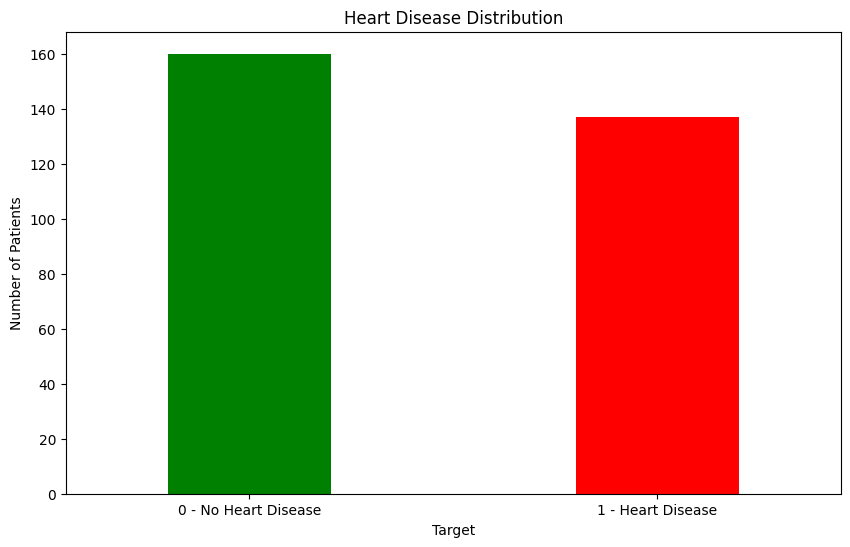 Heart Disease Distribution
Number of Patients
160
140
120
100
80
60
40
20
0
0 - No Heart Disease
1 - Heart Disease
Target